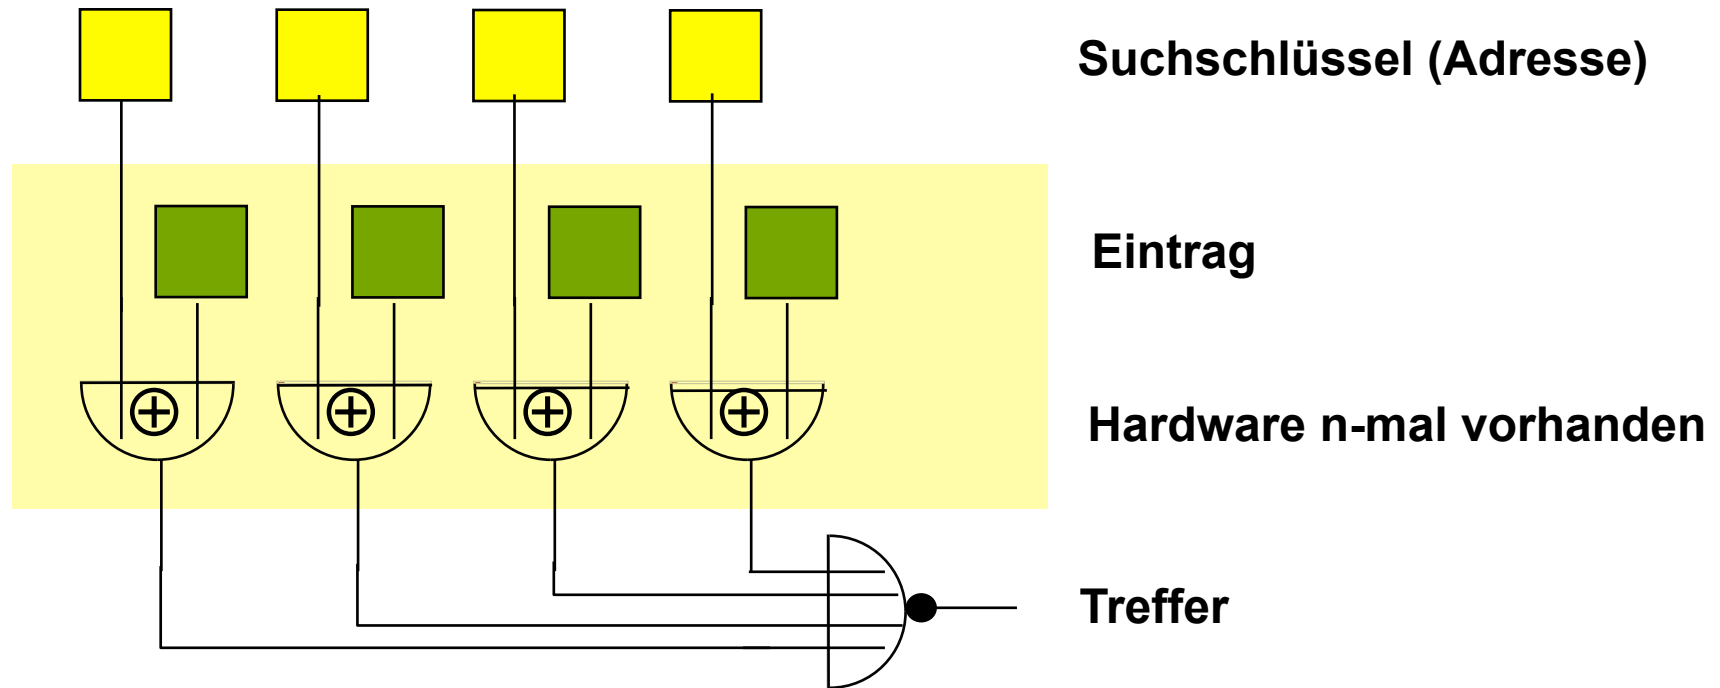 Suchschlüssel (Adresse)
Eintrag
Hardware n-mal vorhanden
Treffer